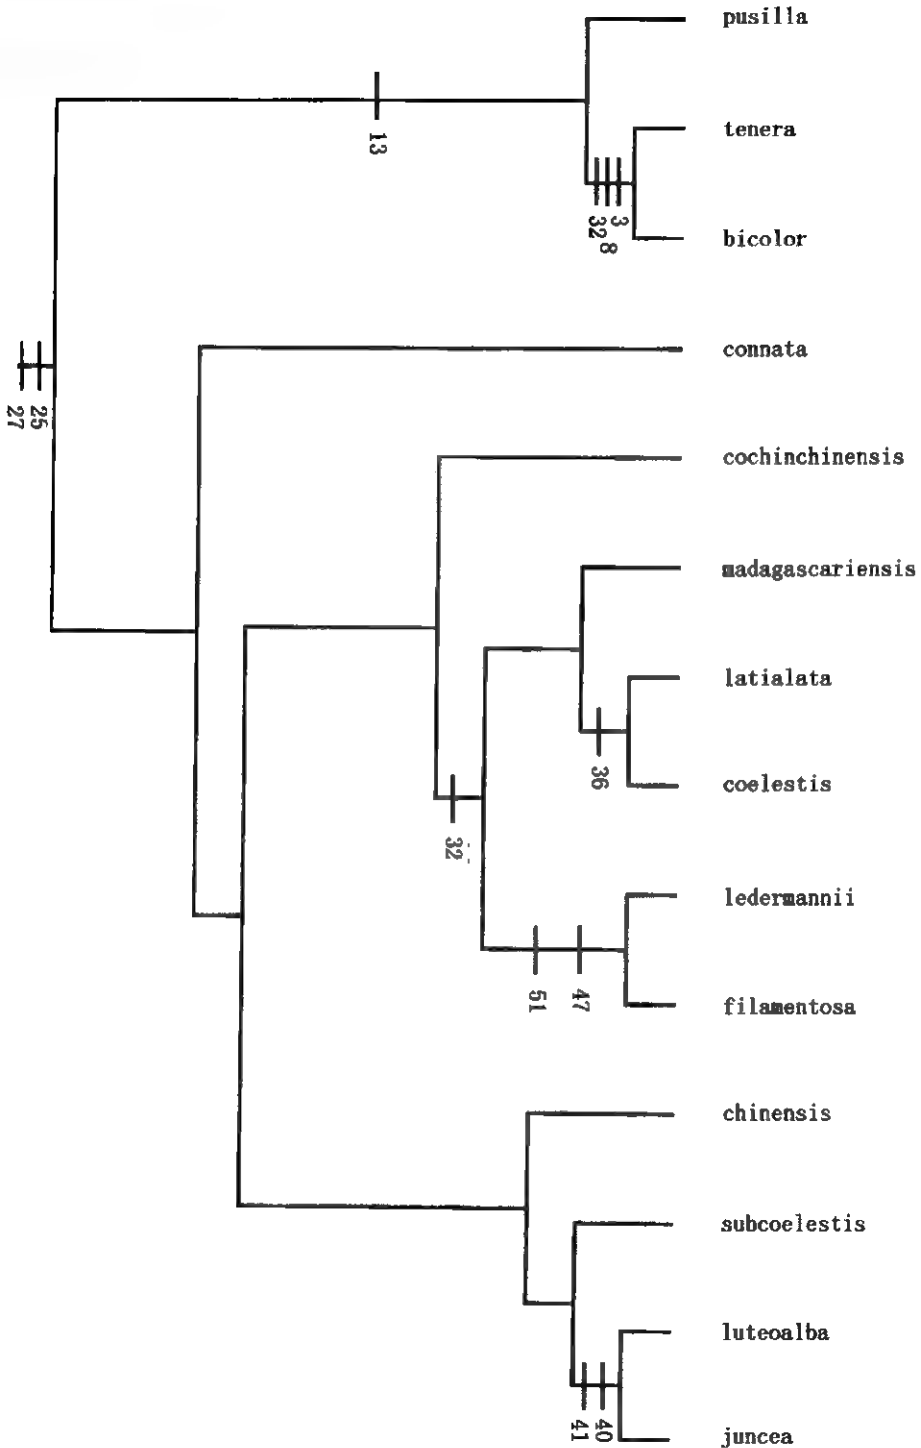 pusilla
13
tenera
32
8
3
bicolor
connata
27
25
cochinchinensis
madagascariensis
latialata
36
coelestis
32
ledermannii
51
47
filamentosa
chinensis
subcoelestis
luteoalba
41
40
juncea